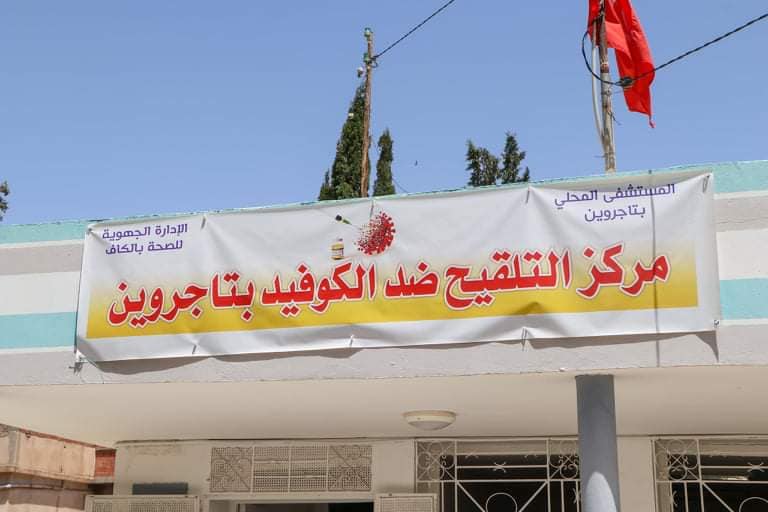 المستشفى المحلي
بتاجروين
الإدارة الجهوية
للصحة بالكاف
مركز التلقيح ضد الكوفيد بتاجروين